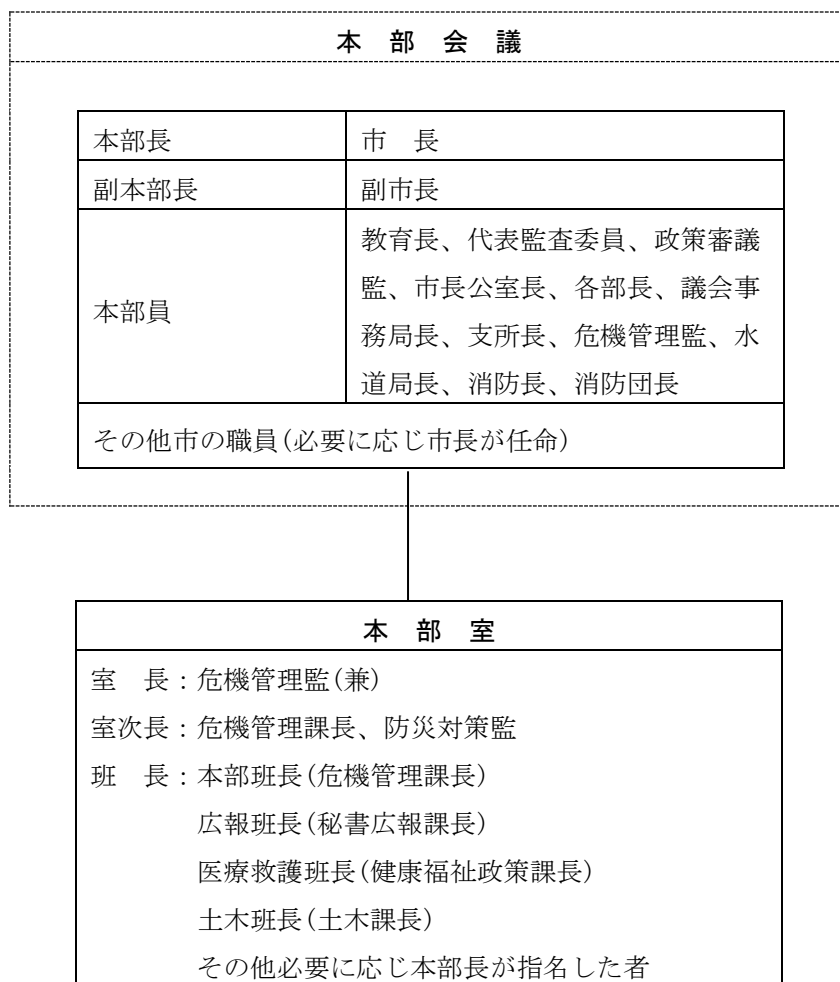 本 部 会 議
本部長
市 長
副本部長
副市長
本部員
教育長、代表監査委員、政策審議
監、市長公室長、各部長、議会事
務局長、支所長、危機管理監、水
道局長、消防長、消防団長
その他市の職員(必要に応じ市長が任命)
本 部 室
室 長：危機管理監(兼)
室次長：危機管理課長、防災対策監
班 長：本部班長(危機管理課長)
広報班長(秘書広報課長)
医療救護班長(健康福祉政策課長)
土木班長(土木課長)
その他必要に応じ本部長が指名した者